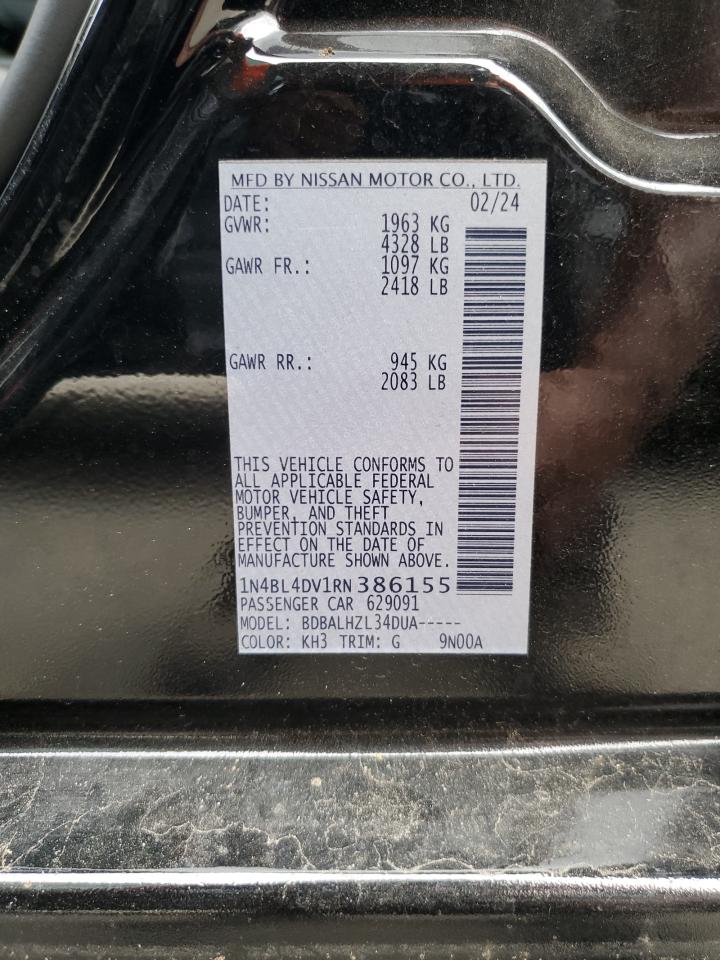 MFD BY NISSAN MOTOR CO., LTD.
DATE: 02/24
GVWR: 1963 KG
4328 LB
GAWR FR.: 1097 KG
2418 LB
GAWR RR.: 945 KG
2083 LB
THIS VEHICLE CONFORMS TO
ALL APPLICABLE FEDERAL
MOTOR VEHICLE SAFETY,
BUMPER, AND THEFT
PREVENTION STANDARDS IN
EFFECT ON THE DATE OF
MANUFACTURE SHOWN ABOVE.
1N4BL4DV1RN386155
PASSENGER CAR 629091
MODEL: BDBALHZL34DUA-----
COLOR: KH3 TRIM: G 9N00A